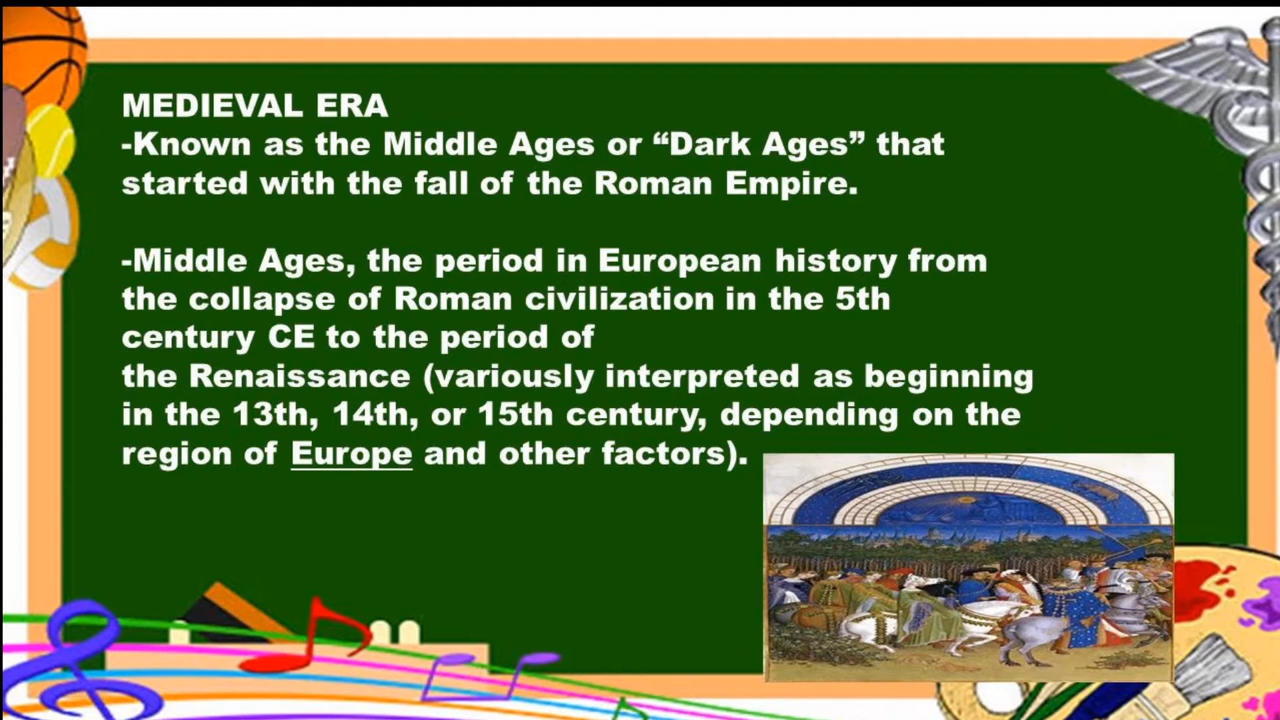 MEDIEVAL ERA
-Known as the Middle Ages or “Dark Ages” that
started with the fall of the Roman Empire.
-Middle Ages, the period in European history from
the collapse of Roman civilization in the 5th
century CE to the period of
the Renaissance (variously interpreted as beginning
in the 13th, 14th, or 15th century, depending on the
region of Europe and other factors).